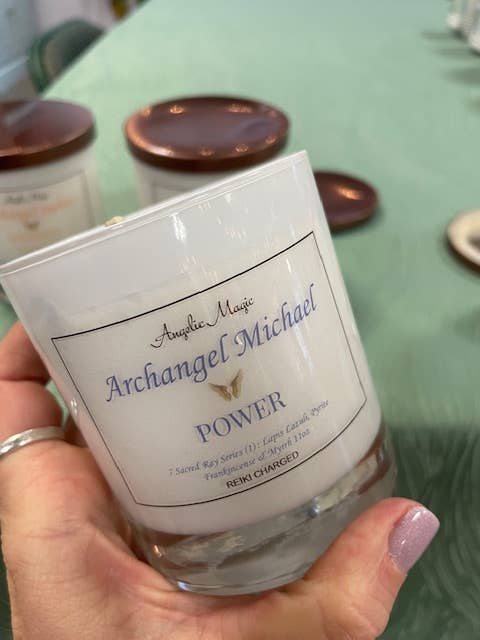 Angelic Magic
Archangel Michael
POWER
7 Sacred Ray Series (1): Lapis Lazuli, Pyrite
Frankincense & Myrrh 11oz
REIKI CHARGED